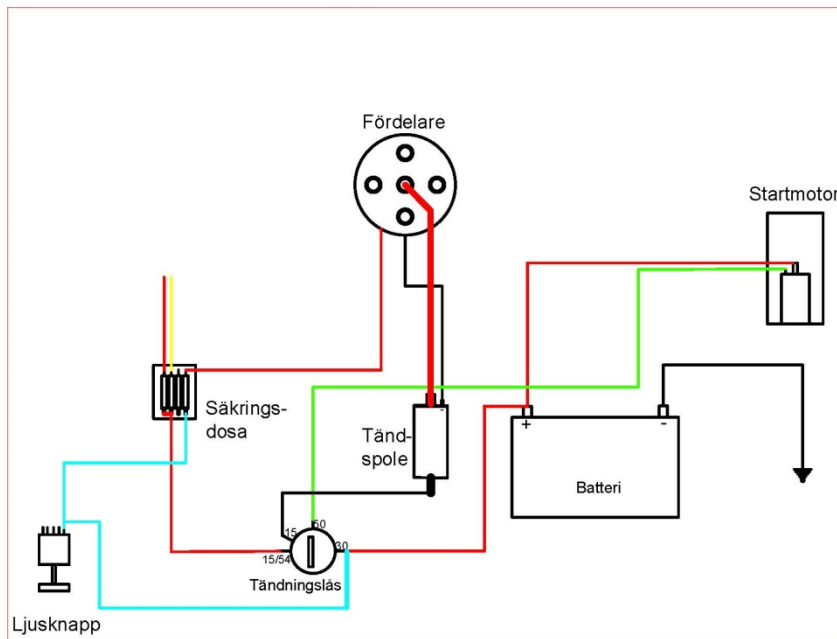 Fördelare
Startmotor
Säkrings-
dosa
Tänd-
spole
-
+
-
Batteri
50
15
30
15/54
Tändningslås
Ljusknapp